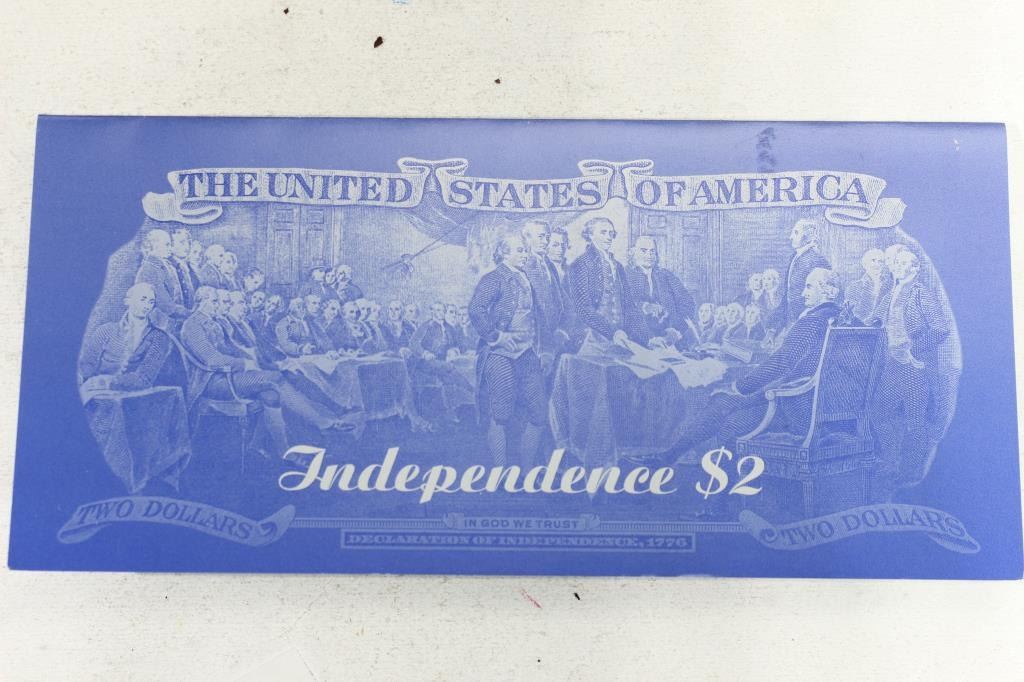 THE UNITED STATES OF AMERICA
Independence $2
TWO DOLLARS
IN GOD WE TRUST
TWO DOLLARS
DECLARATION OF INDEPENDENCE, 1776